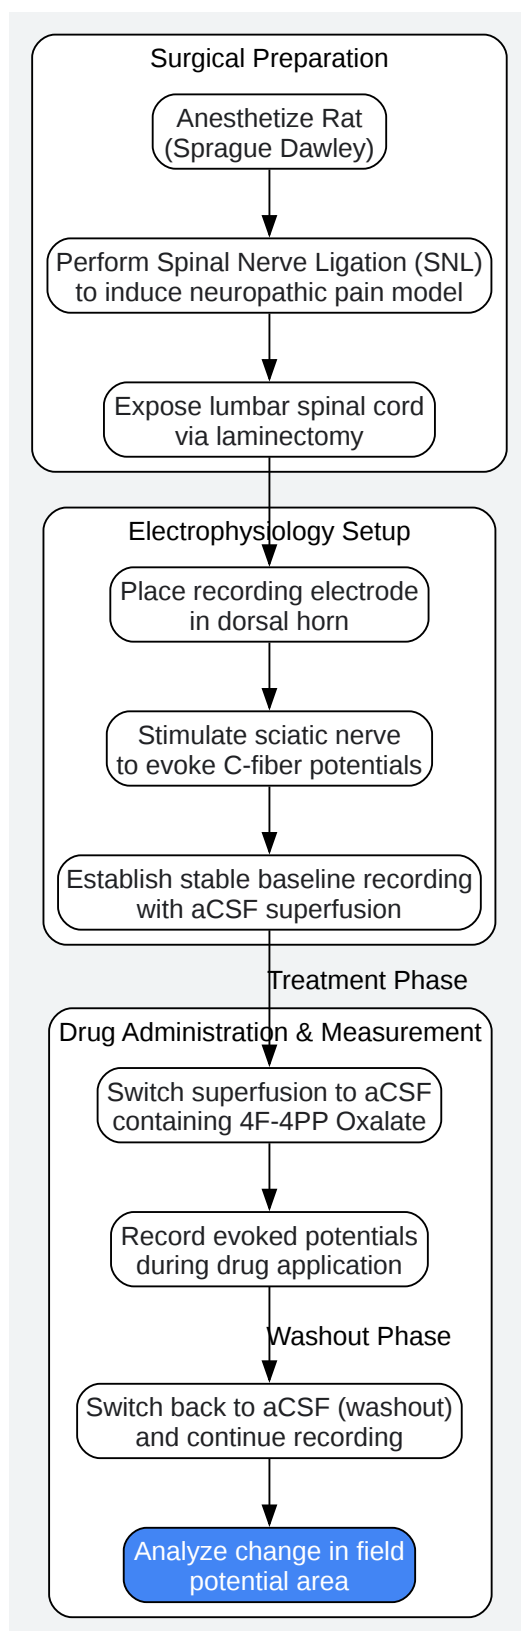 Surgical Preparation
Anesthetize Rat
(Sprague Dawley)
Perform Spinal Nerve Ligation (SNL)
to induce neuropathic pain model
Expose lumbar spinal cord
via laminectomy
Electrophysiology Setup
Place recording electrode
in dorsal horn
Stimulate sciatic nerve
to evoke C-fiber potentials
Establish stable baseline recording
with aCSF superfusion
Treatment Phase
Drug Administration & Measurement
Switch superfusion to aCSF
containing 4F-4PP Oxalate
Record evoked potentials
during drug application
Washout Phase
Switch back to aCSF (washout)
and continue recording
Analyze change in field
potential area